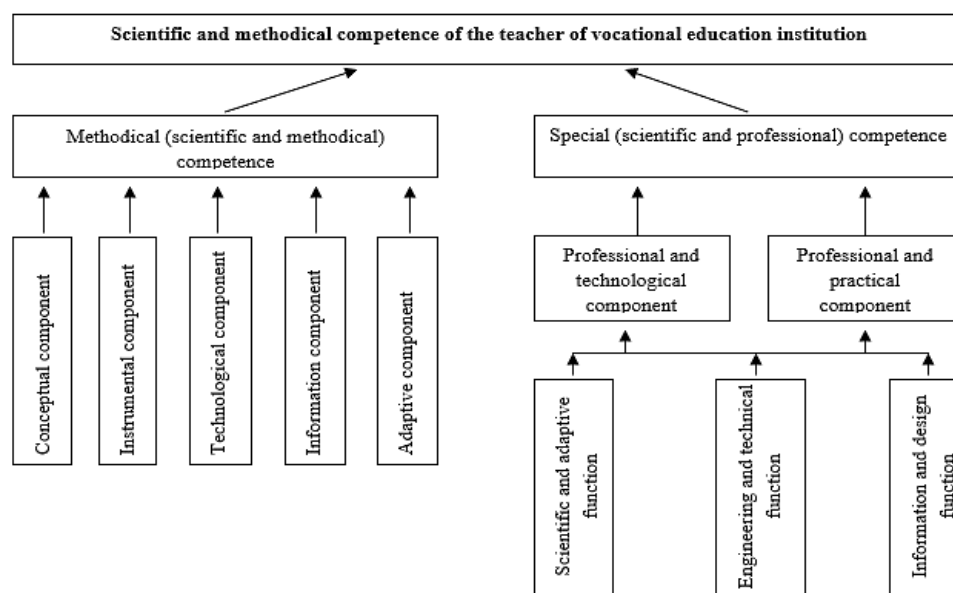 Scientific and methodical competence of the teacher of vocational education institution
Methodical (scientific and methodical)
competence
Special (scientific and professional) competence
Conceptual component
Instrumental component
Technological component
Information component
Adaptive component
Professional and
technological
component
Professional and
practical
component
Scientific and adaptive
function
Engineering and technical
function
Information and design
function